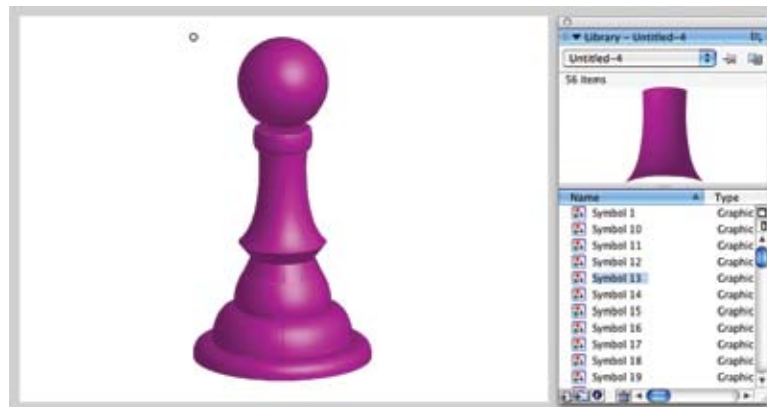 Library - Untitled-4
Untitled-4
56 items
Name Type
Symbol 1 Graphic
Symbol 10 Graphic
Symbol 11 Graphic
Symbol 12 Graphic
Symbol 13 Graphic
Symbol 14 Graphic
Symbol 15 Graphic
Symbol 16 Graphic
Symbol 17 Graphic
Symbol 18 Graphic
Symbol 19 Graphic